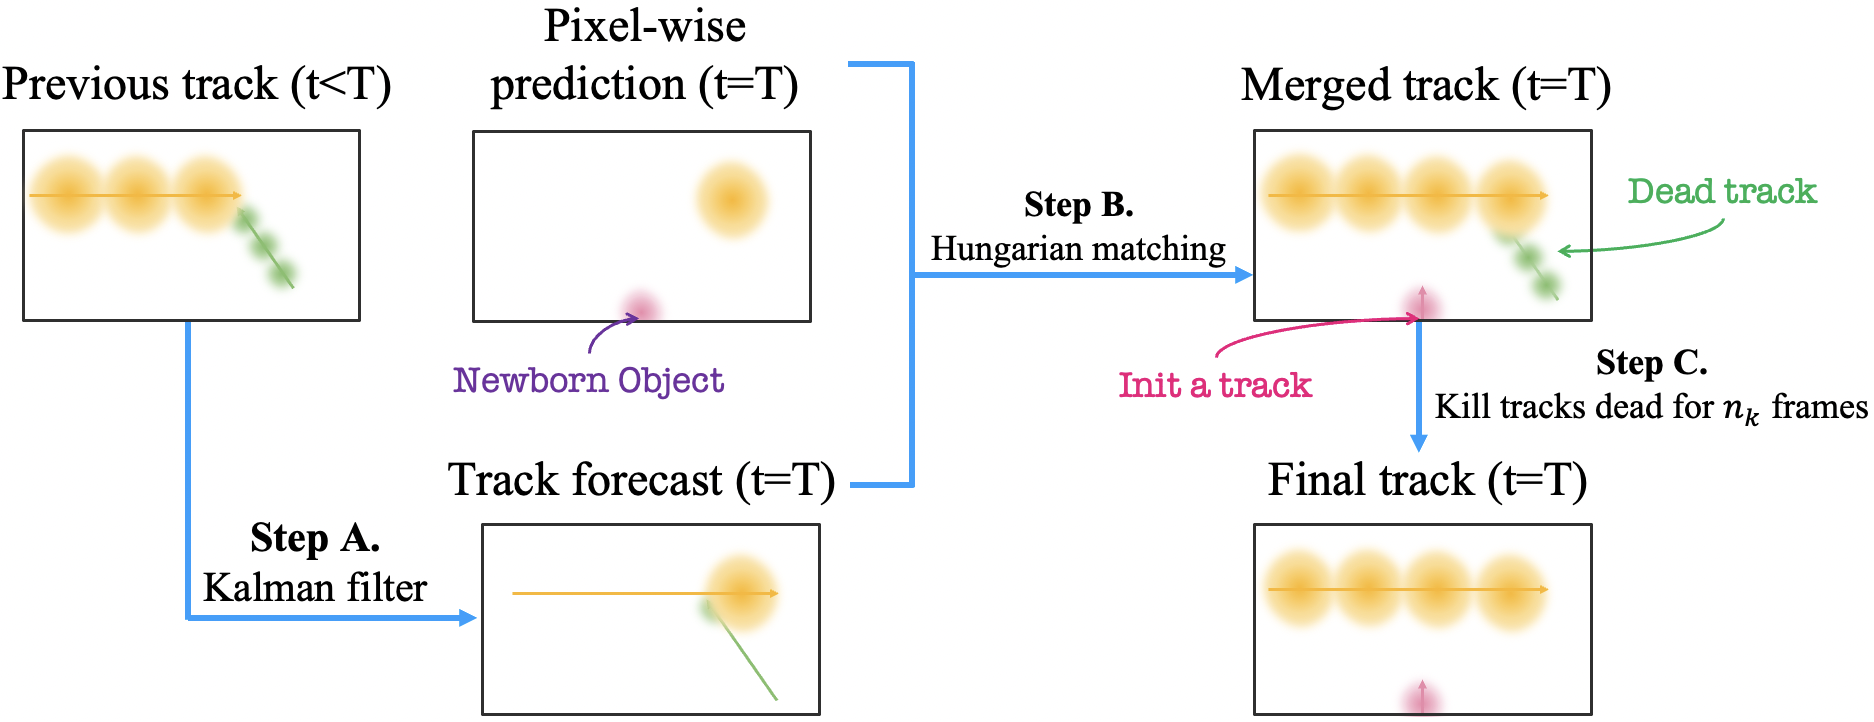 Previous track (t<T)
Pixel-wise
prediction (t=T)
Newborn Object
Step A.
Kalman filter
Track forecast (t=T)
Step B.
Hungarian matching
Merged track (t=T)
Dead track
Init a track
Step C.
Kill tracks dead for nₖ frames
Final track (t=T)